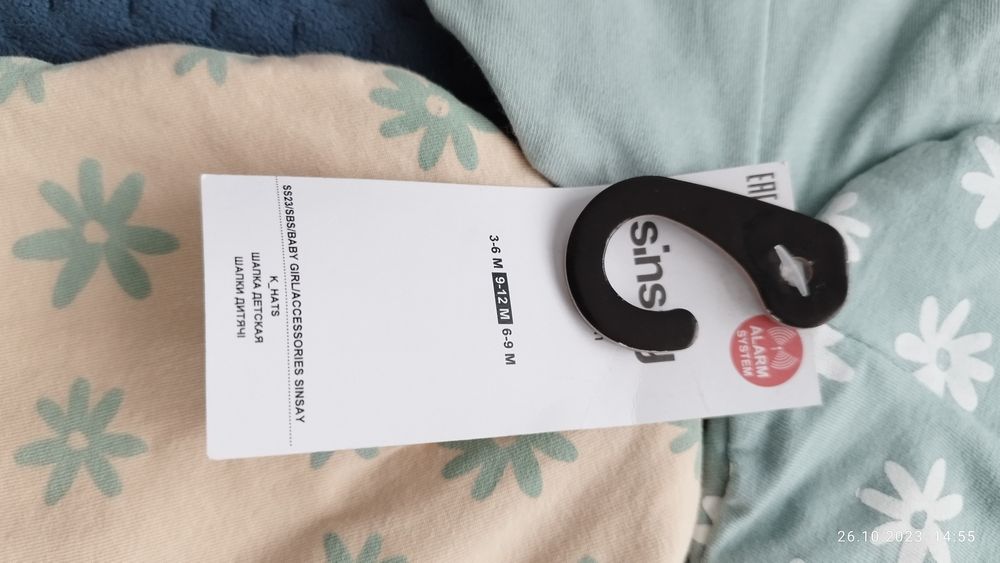 EAC
sinsay
ALARM
SYSTEM
3-6 M 9-12 M 6-9 M
SS23/SBS/BABY GIRL/ACCESSORIES SINSAY
K_HATS
ШАПКА ДЕТСКАЯ
ШАПКИ ДИТЯЧІ
26.10.2023 14:55